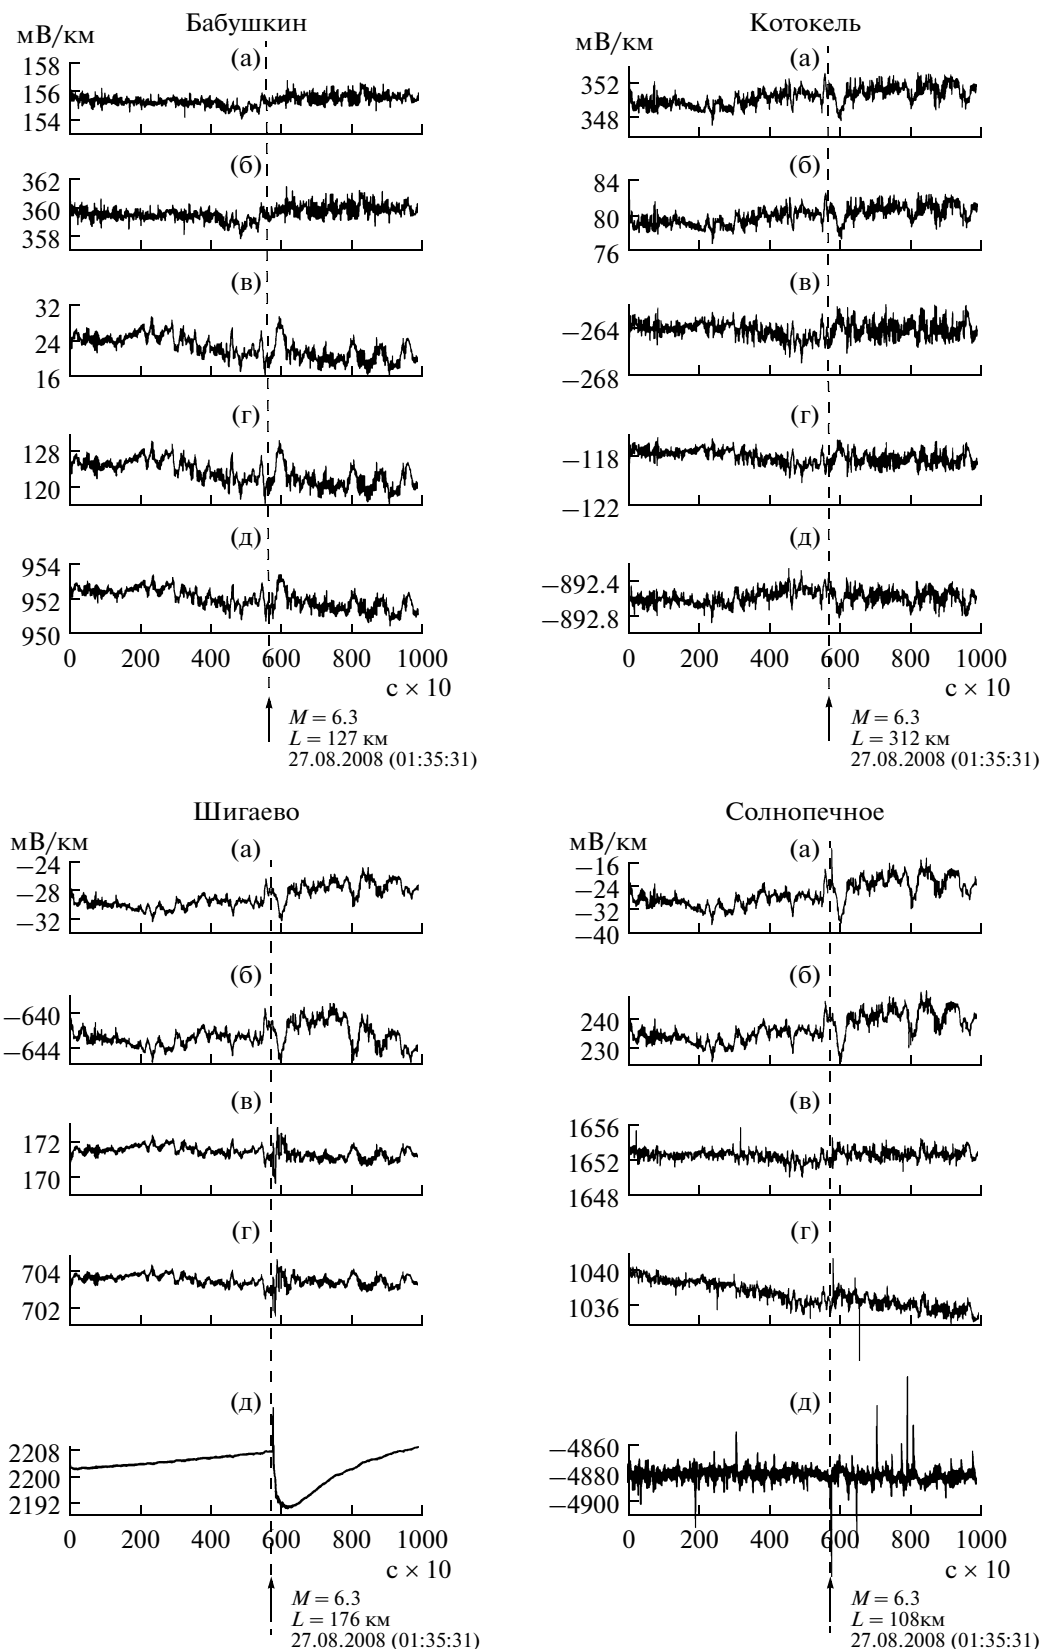 Бабушкин
мВ/км
(а)
158
156
154
(б)
362
360
358
(в)
32
24
16
(г)
128
120
(д)
954
952
950
0 200 400 600 800 1000
с × 10
M = 6.3
L = 127 км
27.08.2008 (01:35:31)
Котокель
мВ/км
(а)
352
348
(б)
84
80
76
(в)
−264
−268
(г)
−118
−122
(д)
−892.4
−892.8
0 200 400 600 800 1000
с × 10
M = 6.3
L = 312 км
27.08.2008 (01:35:31)
Шигаево
мВ/км
(а)
−24
−28
−32
(б)
−640
−644
(в)
172
170
(г)
704
702
(д)
2208
2200
2192
0 200 400 600 800 1000
с × 10
M = 6.3
L = 176 км
27.08.2008 (01:35:31)
Солнопечное
мВ/км
(а)
−16
−24
−32
−40
(б)
240
230
(в)
1656
1652
1648
(г)
1040
1036
(д)
−4860
−4880
−4900
0 200 400 600 800 1000
с × 10
M = 6.3
L = 108км
27.08.2008 (01:35:31)